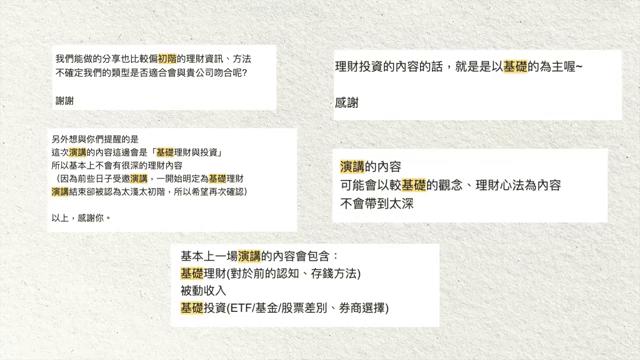 我們能做的分享也比較偏初階的理財資訊、方法
不確定我們的類型是否適合會與貴公司吻合呢?
謝謝
理財投資的內容的話，就是是以基礎的為主喔~
感謝
另外想與你們提醒的是
這次演講的內容這邊會是「基礎理財與投資」
所以基本上不會有很深的理財內容
（因為前些日子受邀演講，一開始明定為基礎理財
演講結束卻被認為太淺太初階，所以希望再次確認）
以上，感謝你。
演講的內容
可能會以較基礎的觀念、理財心法為內容
不會帶到太深
基本上一場演講的內容會包含：
基礎理財(對於前的認知、存錢方法)
被動收入
基礎投資(ETF/基金/股票差別、券商選擇)